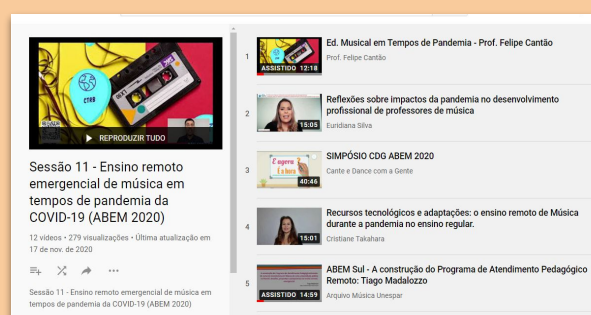 REPRODUZIR TUDO
Sessão 11 - Ensino remoto
emergencial de música em
tempos de pandemia da
COVID-19 (ABEM 2020)
12 vídeos • 279 visualizações • Última atualização em
17 de nov. de 2020
Sessão 11 - Ensino remoto emergencial de música em
tempos de pandemia da COVID-19 (ABEM 2020)
1
ASSISTIDO 12:18
Ed. Musical em Tempos de Pandemia - Prof. Felipe Cantão
Prof. Felipe Cantão
2
15:05
Reflexões sobre impactos da pandemia no desenvolvimento
profissional de professores de música
Euridiana Silva
3
E agora
É a hora
40:46
SIMPÓSIO CDG ABEM 2020
Cante e Dance com a Gente
4
15:01
Recursos tecnológicos e adaptações: o ensino remoto de Música
durante a pandemia no ensino regular.
Cristiane Takahara
5
ASSISTIDO 14:59
ABEM Sul - A construção do Programa de Atendimento Pedagógico
Remoto: Tiago Madalozzo
Arquivo Música Unespar